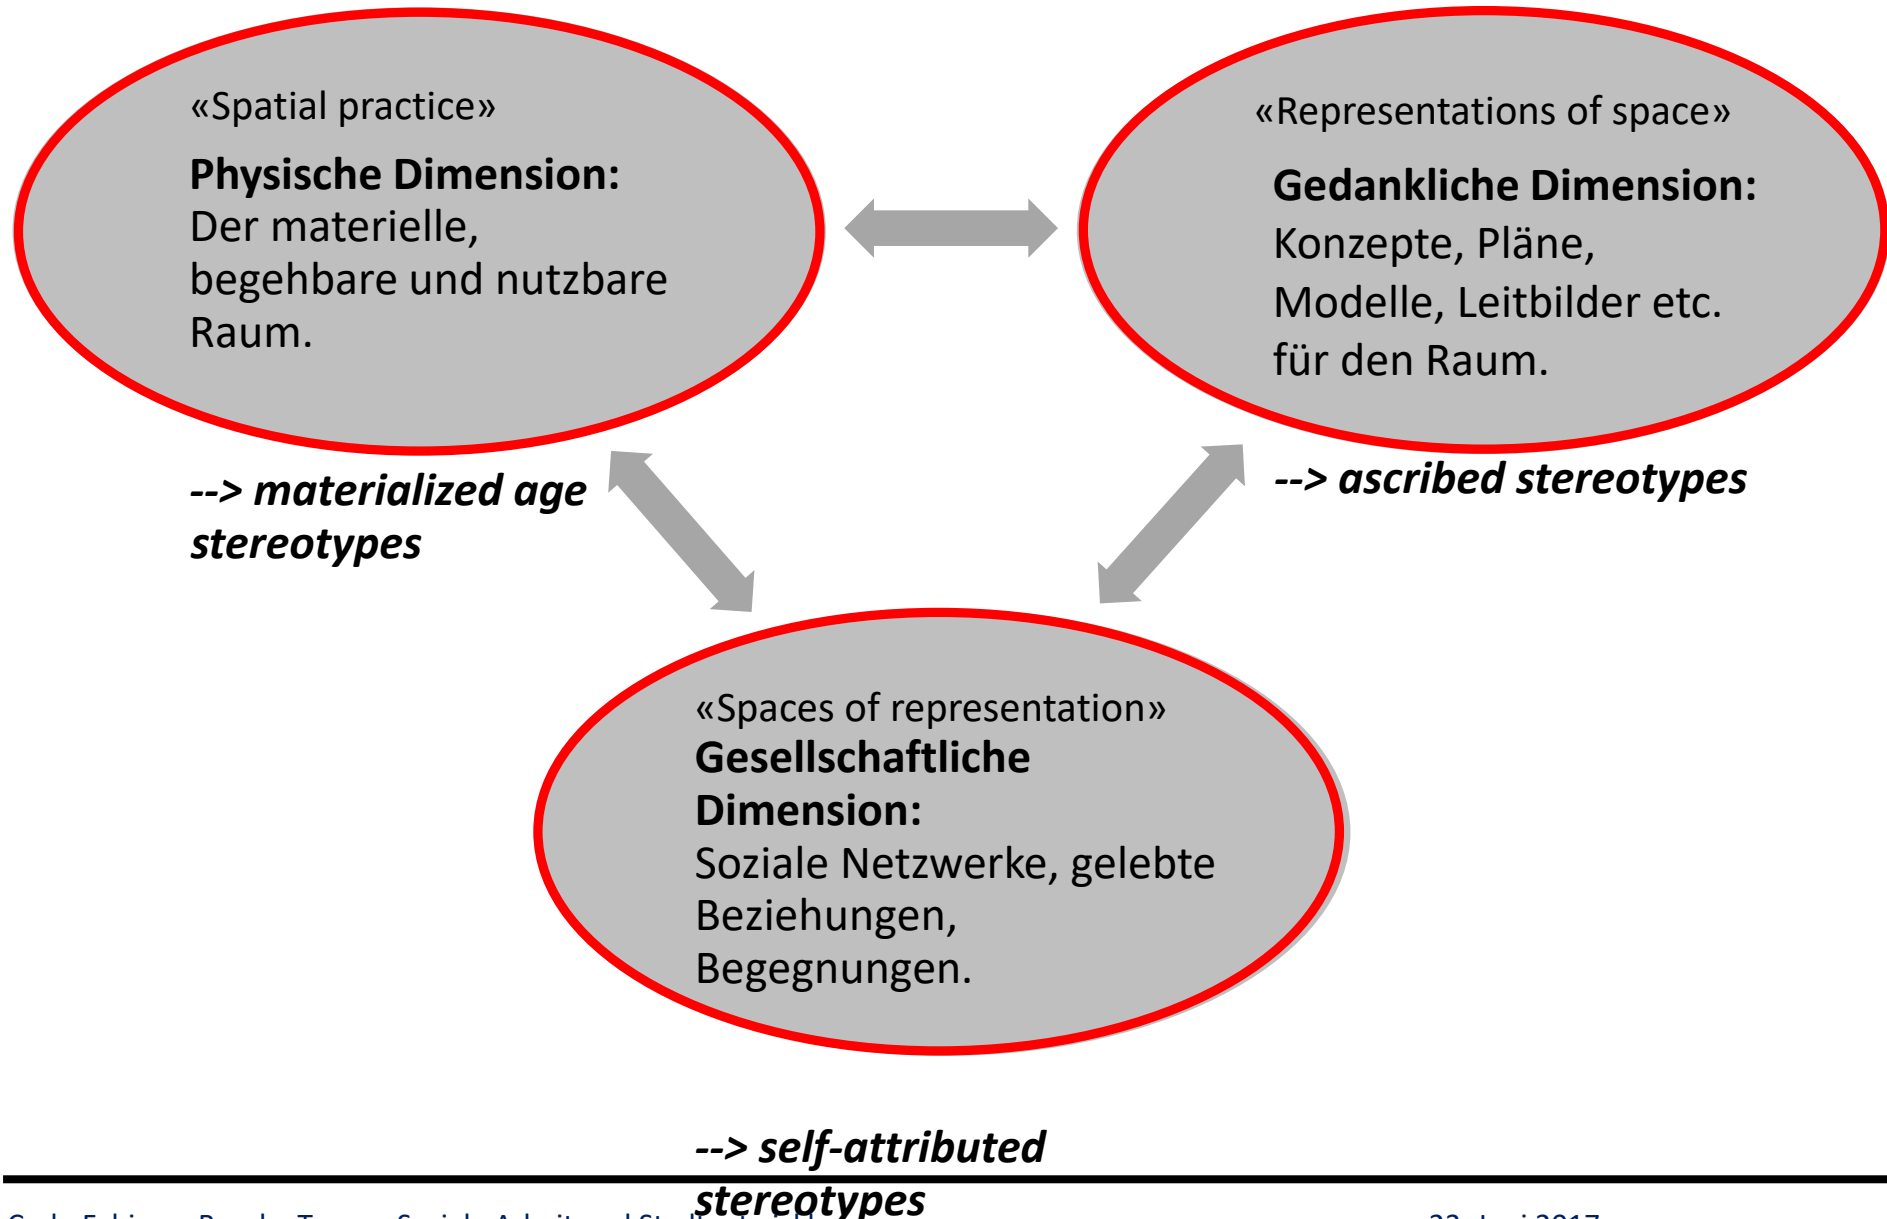 «Spatial practice»
Physische Dimension:
Der materielle,
begehbare und nutzbare
Raum.
«Representations of space»
Gedankliche Dimension:
Konzepte, Pläne,
Modelle, Leitbilder etc.
für den Raum.
--> materialized age
stereotypes
--> ascribed stereotypes
«Spaces of representation»
Gesellschaftliche
Dimension:
Soziale Netzwerke, gelebte
Beziehungen,
Begegnungen.
--> self-attributed
stereotypes